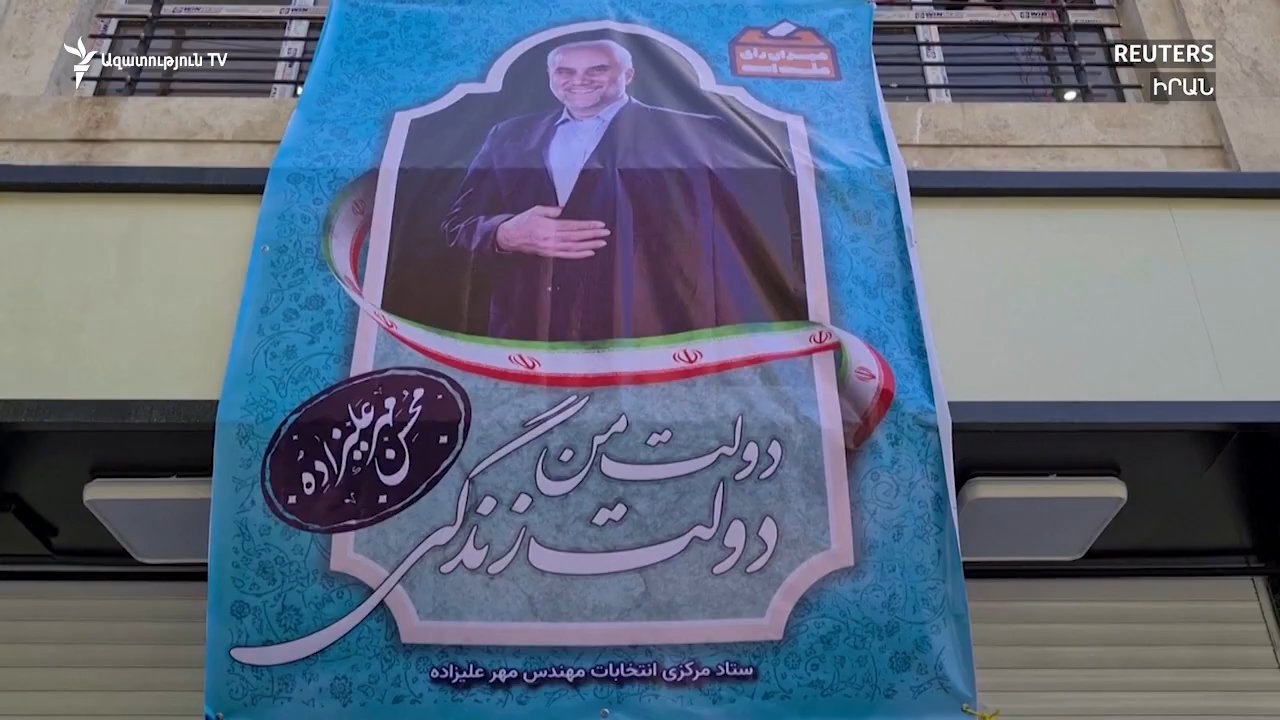 Ազատություն TV
REUTERS
ԻՐԱՆ
محسن
مهرعلیزاده
دولت من
دولت زندگی
ستاد مرکزی انتخابات مهندس مهر علیزاده